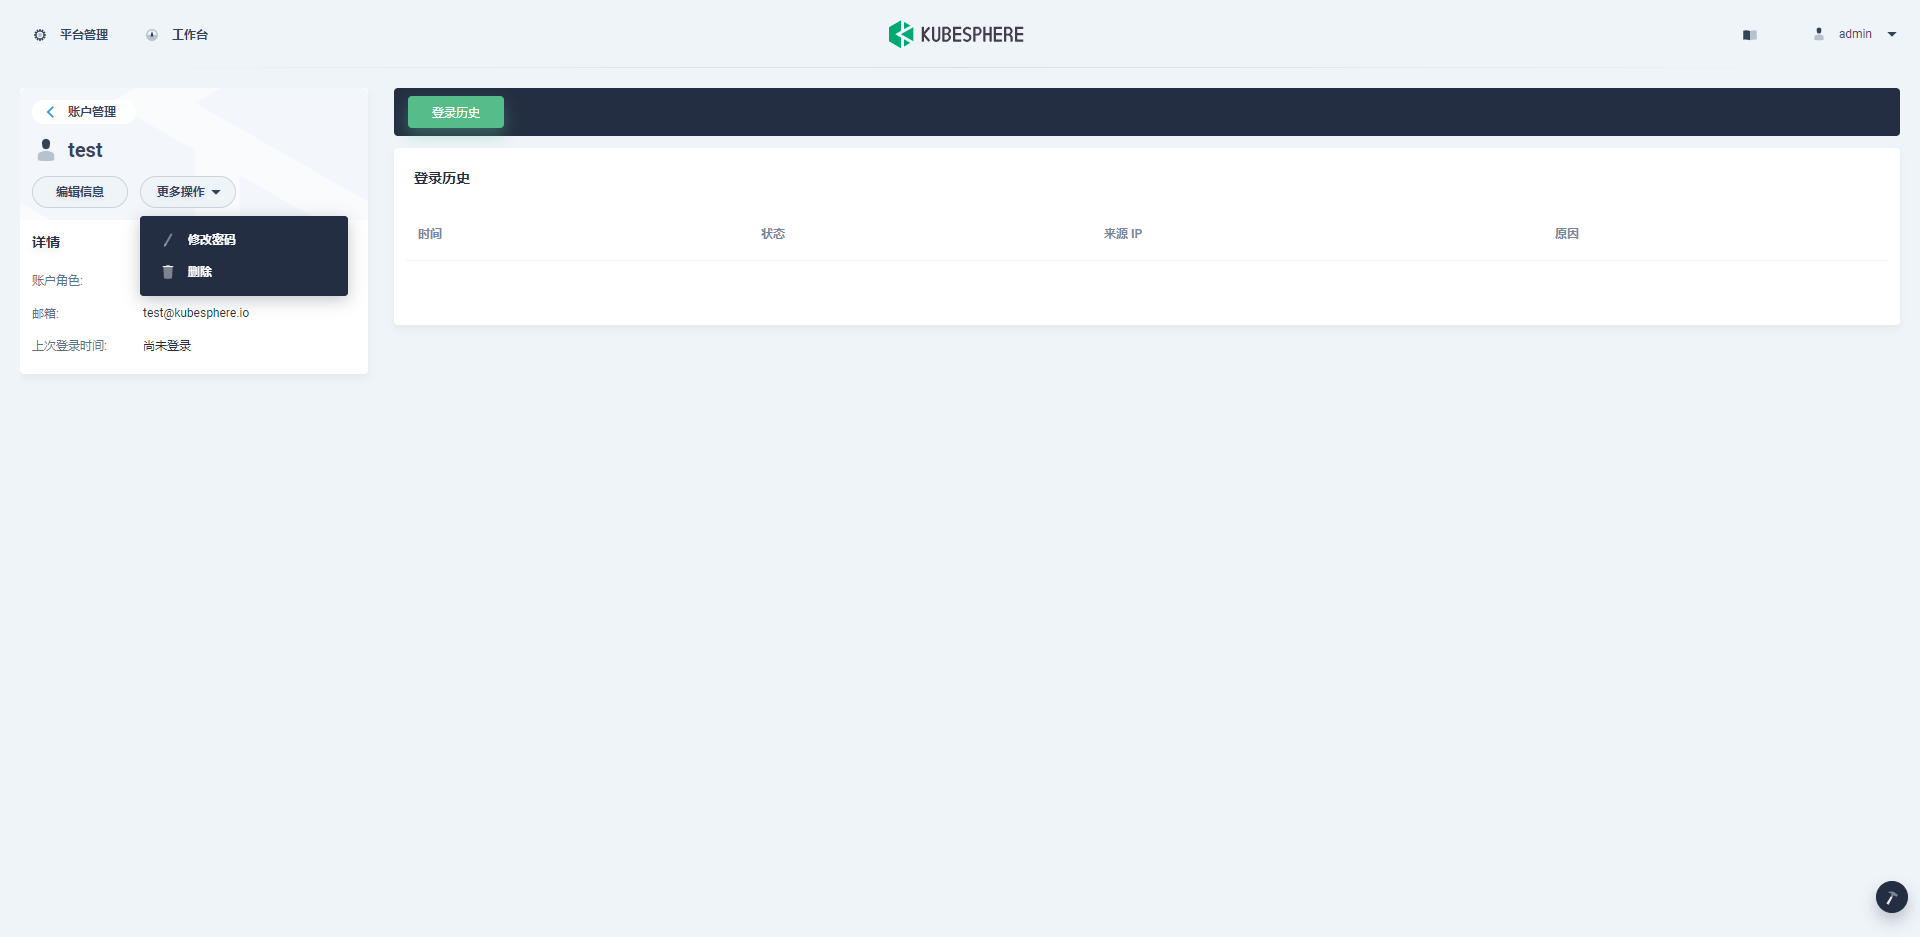 平台管理
工作台
KUBESPHERE
admin
账户管理
test
编辑信息
更多操作
修改密码
删除
详情
账户角色:
邮箱:
test@kubesphere.io
上次登录时间:
尚未登录
登录历史
登录历史
时间
状态
来源 IP
原因